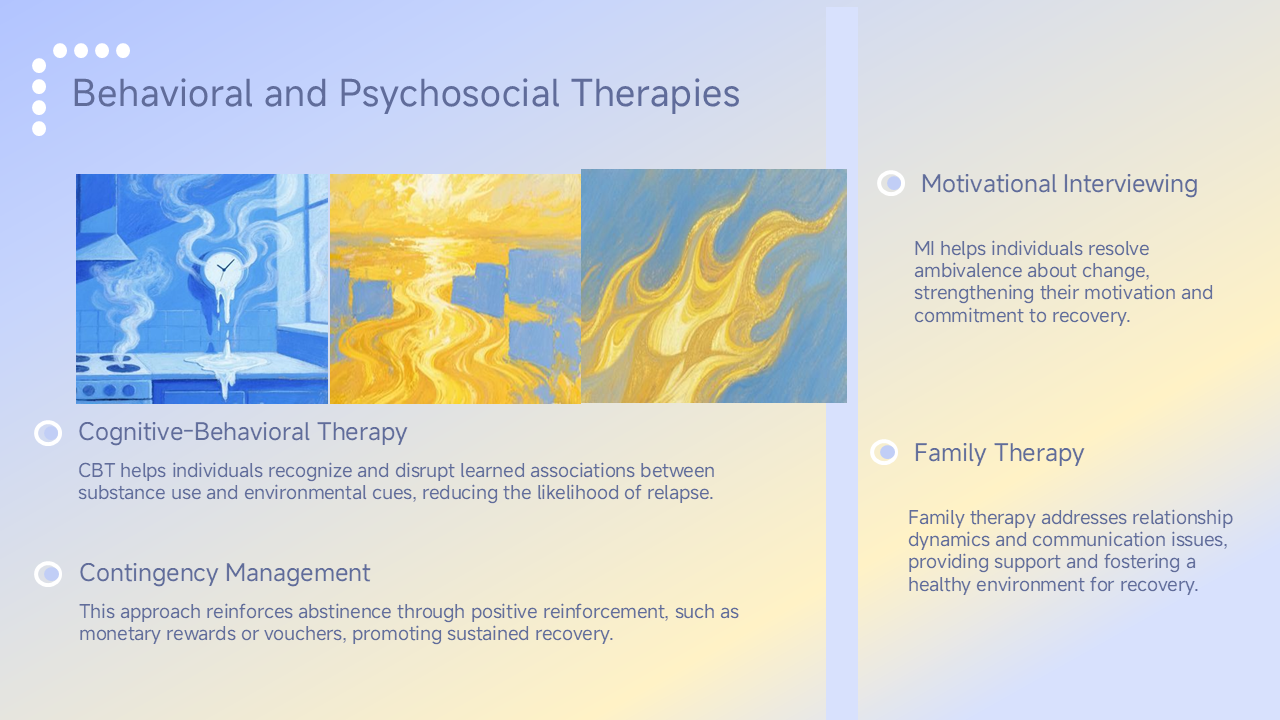 Behavioral and Psychosocial Therapies
Cognitive-Behavioral Therapy
CBT helps individuals recognize and disrupt learned associations between
substance use and environmental cues, reducing the likelihood of relapse.
Contingency Management
This approach reinforces abstinence through positive reinforcement, such as
monetary rewards or vouchers, promoting sustained recovery.
Motivational Interviewing
MI helps individuals resolve
ambivalence about change,
strengthening their motivation and
commitment to recovery.
Family Therapy
Family therapy addresses relationship
dynamics and communication issues,
providing support and fostering a
healthy environment for recovery.